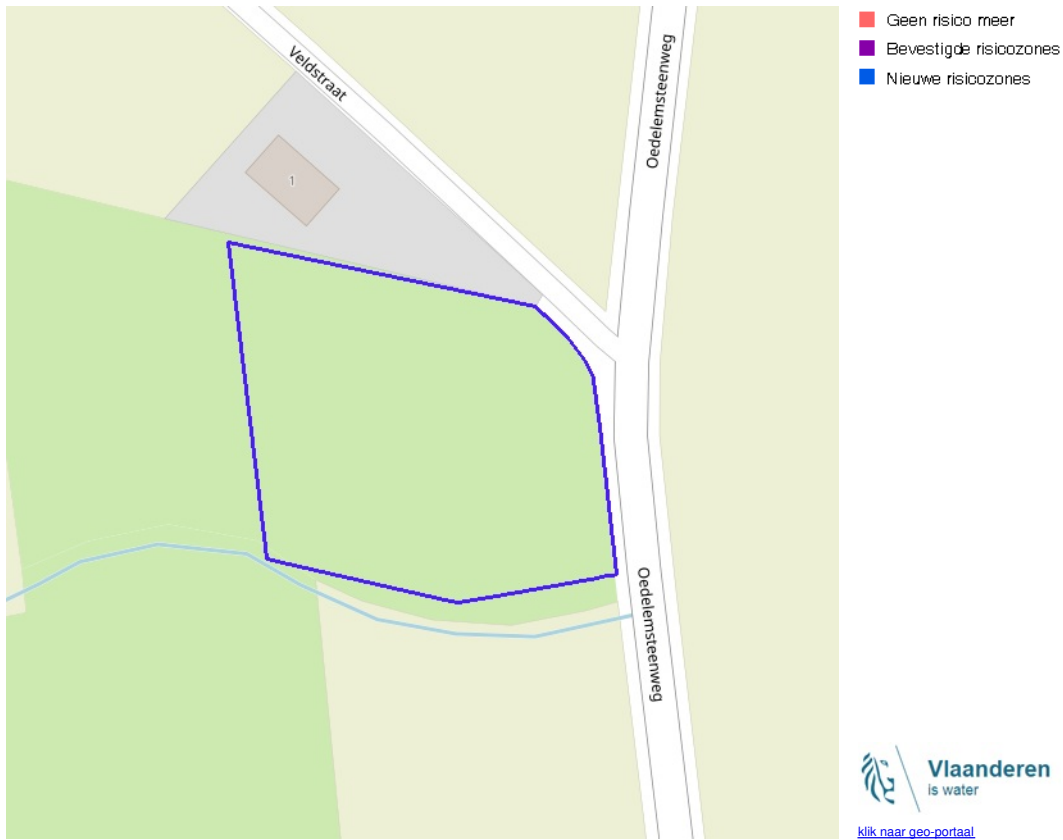 Veldstraat
Oedelemsteenweg
1
Oedelemsteenweg
Geen risico meer
Bevestigde risicozones
Nieuwe risicozones
Vlaanderen
is water
klik naar geo-portaal